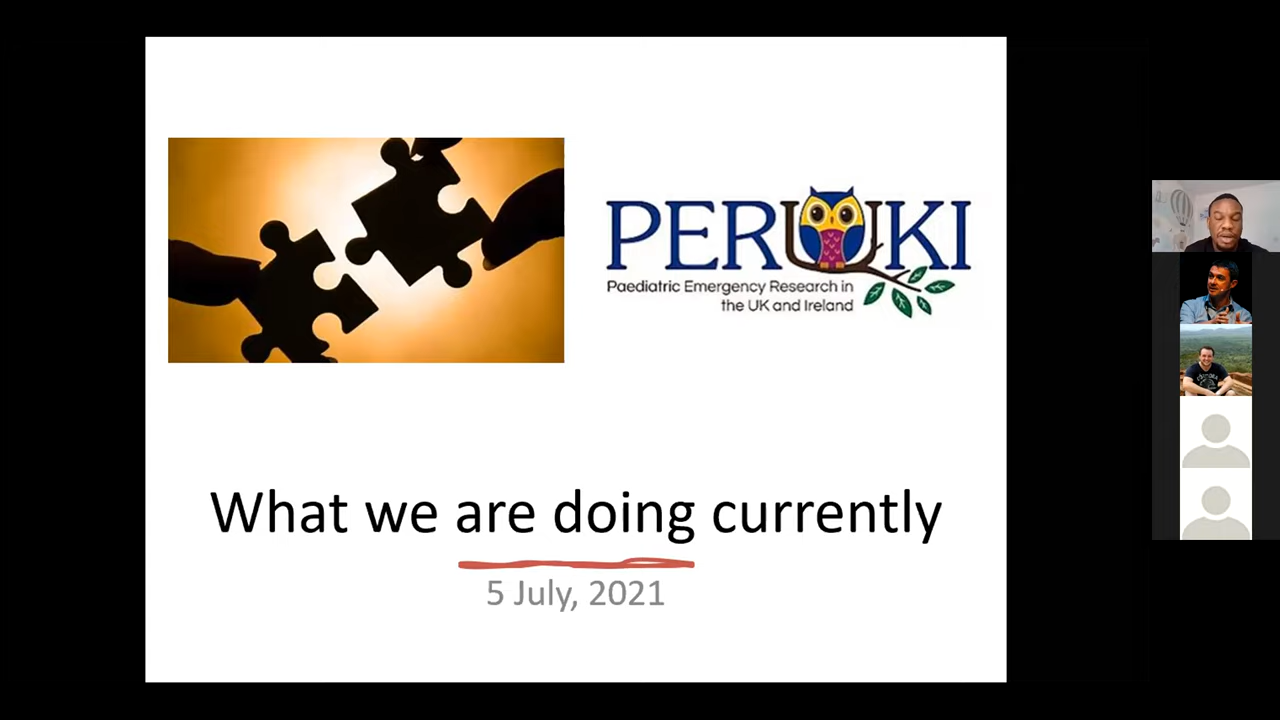 PERUKI
Paediatric Emergency Research in
the UK and Ireland
What we are doing currently
5 July, 2021